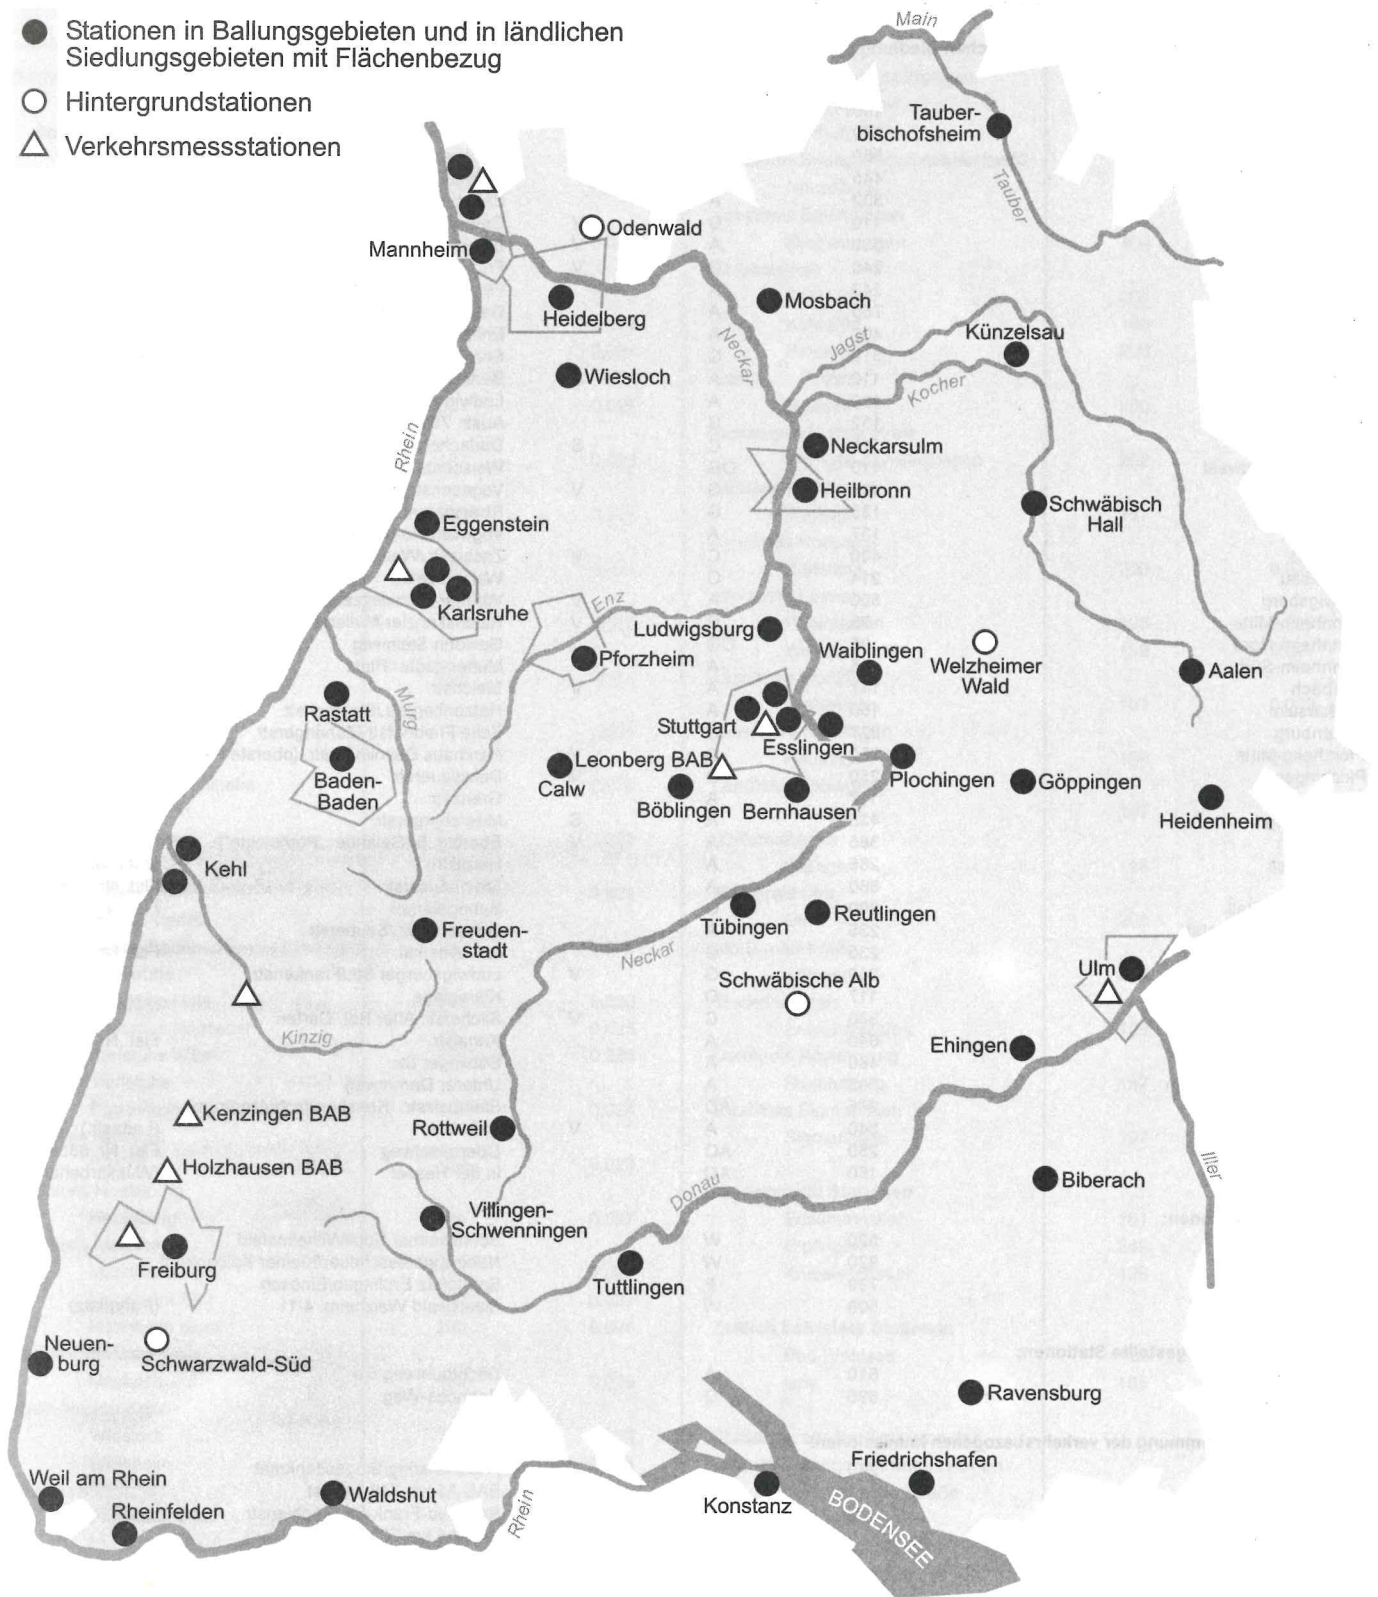 Stationen in Ballungsgebieten und in ländlichen
Siedlungsgebieten mit Flächenbezug
Hintergrundstationen
Verkehrsmessstationen
Main
Tauber-
bischofsheim
Tauber
Odenwald
Mannheim
Heidelberg
Mosbach
Neckar
Jagst
Künzelsau
Kocher
Wiesloch
Rhein
Neckarsulm
Heilbronn
Schwäbisch
Hall
Eggenstein
Karlsruhe
Enz
Ludwigsburg
Waiblingen
Welzheimer
Wald
Aalen
Pforzheim
Rastatt
Murg
Stuttgart
Esslingen
Leonberg BAB
Plochingen
Göppingen
Baden-
Baden
Calw
Böblingen
Bernhausen
Heidenheim
Kehl
Tübingen
Reutlingen
Freuden-
stadt
Neckar
Ulm
Schwäbische Alb
Kinzig
Ehingen
Kenzingen BAB
Rottweil
Holzhausen BAB
Iller
Biberach
Donau
Villingen-
Schwenningen
Freiburg
Tuttlingen
Neuen-
burg
Schwarzwald-Süd
Ravensburg
Friedrichshafen
Weil am Rhein
Waldshut
Rheinfelden
Rhein
Konstanz
BODENSEE